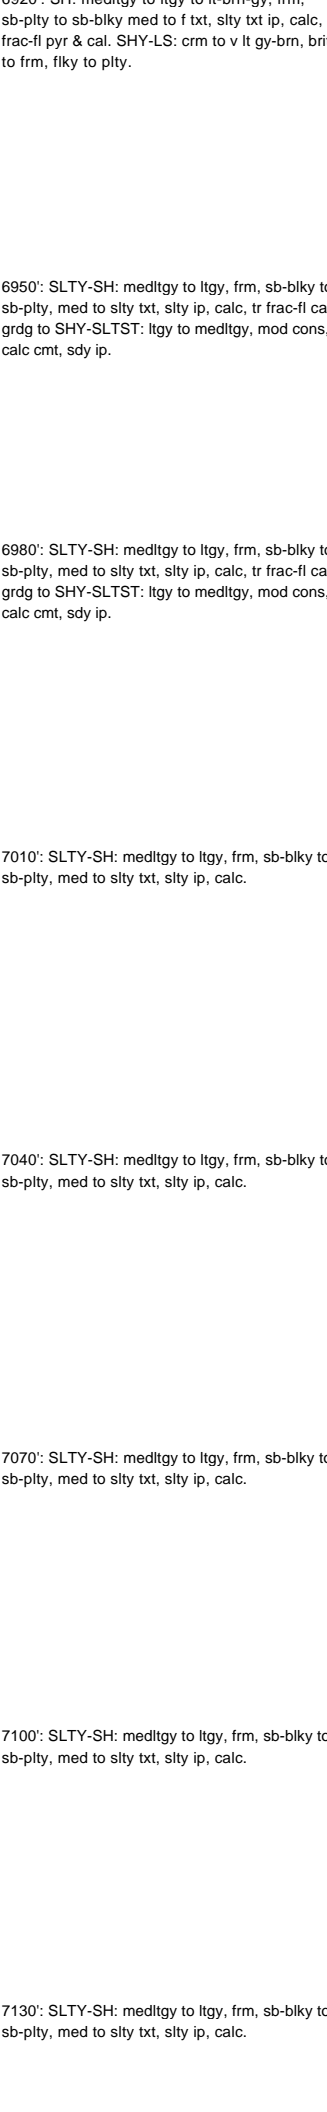 6920': SH: medltgy to ltgy to lt-brn-gy, frm,
sb-plty to sb-blky med to f txt, slty txt ip, calc,
frac-fl pyr & cal. SHY-LS: crm to v lt gy-brn,
to frm, flky to plty.
6950': SLTY-SH: medltgy to ltgy, frm, sb-blky to
sb-plty, med to slty txt, slty ip, calc, tr frac-fl
grdg to SHY-SLTST: ltgy to medltgy, mod cons,
calc cmt, sdy ip.
6980': SLTY-SH: medltgy to ltgy, frm, sb-blky to
sb-plty, med to slty txt, slty ip, calc, tr frac-fl
grdg to SHY-SLTST: ltgy to medltgy, mod cons,
calc cmt, sdy ip.
7010': SLTY-SH: medltgy to ltgy, frm, sb-blky to
sb-plty, med to slty txt, slty ip, calc.
7040': SLTY-SH: medltgy to ltgy, frm, sb-blky to
sb-plty, med to slty txt, slty ip, calc.
7070': SLTY-SH: medltgy to ltgy, frm, sb-blky to
sb-plty, med to slty txt, slty ip, calc.
7100': SLTY-SH: medltgy to ltgy, frm, sb-blky to
sb-plty, med to slty txt, slty ip, calc.
7130': SLTY-SH: medltgy to ltgy, frm, sb-blky to
sb-plty, med to slty txt, slty ip, calc.